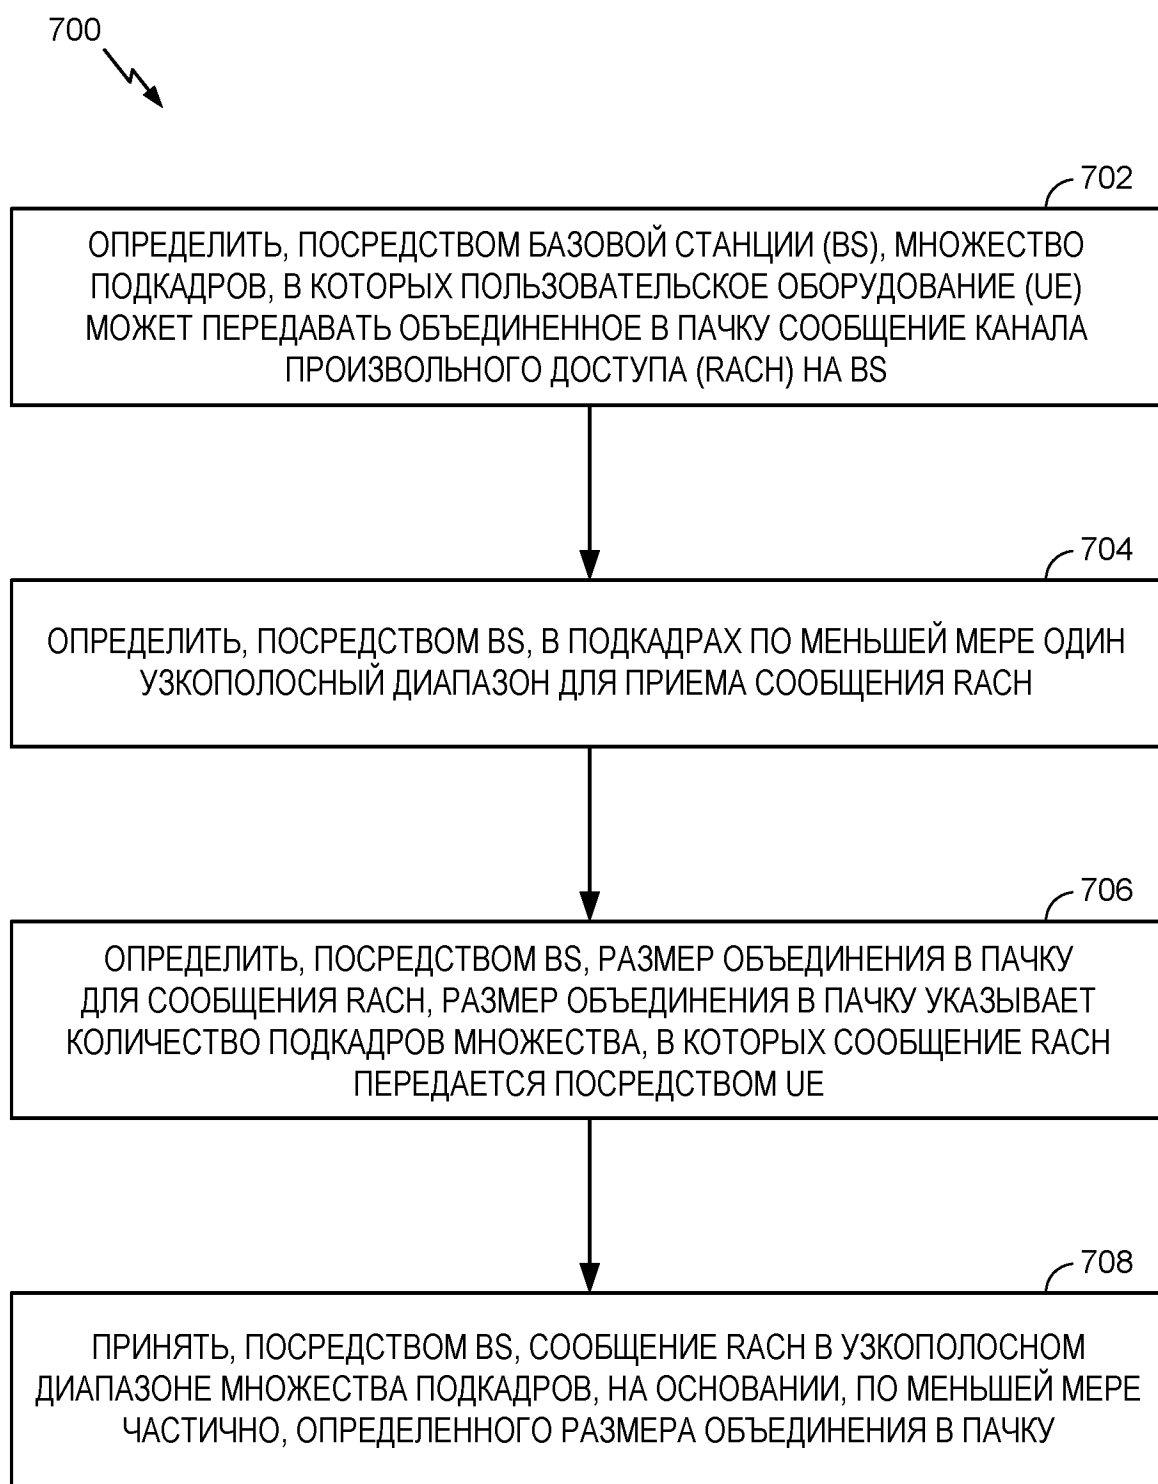 700
702
ОПРЕДЕЛИТЬ, ПОСРЕДСТВОМ БАЗОВОЙ СТАНЦИИ (BS), МНОЖЕСТВО
ПОДКАДРОВ, В КОТОРЫХ ПОЛЬЗОВАТЕЛЬСКОЕ ОБОРУДОВАНИЕ (UE)
МОЖЕТ ПЕРЕДАВАТЬ ОБЪЕДИНЕННОЕ В ПАЧКУ СООБЩЕНИЕ КАНАЛА
ПРОИЗВОЛЬНОГО ДОСТУПА (RACH) НА BS
704
ОПРЕДЕЛИТЬ, ПОСРЕДСТВОМ BS, В ПОДКАДРАХ ПО МЕНЬШЕЙ МЕРЕ ОДИН
УЗКОПОЛОСНЫЙ ДИАПАЗОН ДЛЯ ПРИЕМА СООБЩЕНИЯ RACH
706
ОПРЕДЕЛИТЬ, ПОСРЕДСТВОМ BS, РАЗМЕР ОБЪЕДИНЕНИЯ В ПАЧКУ
ДЛЯ СООБЩЕНИЯ RACH, РАЗМЕР ОБЪЕДИНЕНИЯ В ПАЧКУ УКАЗЫВАЕТ
КОЛИЧЕСТВО ПОДКАДРОВ МНОЖЕСТВА, В КОТОРЫХ СООБЩЕНИЕ RACH
ПЕРЕДАЕТСЯ ПОСРЕДСТВОМ UE
708
ПРИНЯТЬ, ПОСРЕДСТВОМ BS, СООБЩЕНИЕ RACH В УЗКОПОЛОСНОМ
ДИАПАЗОНЕ МНОЖЕСТВА ПОДКАДРОВ, НА ОСНОВАНИИ, ПО МЕНЬШЕЙ МЕРЕ
ЧАСТИЧНО, ОПРЕДЕЛЕННОГО РАЗМЕРА ОБЪЕДИНЕНИЯ В ПАЧКУ